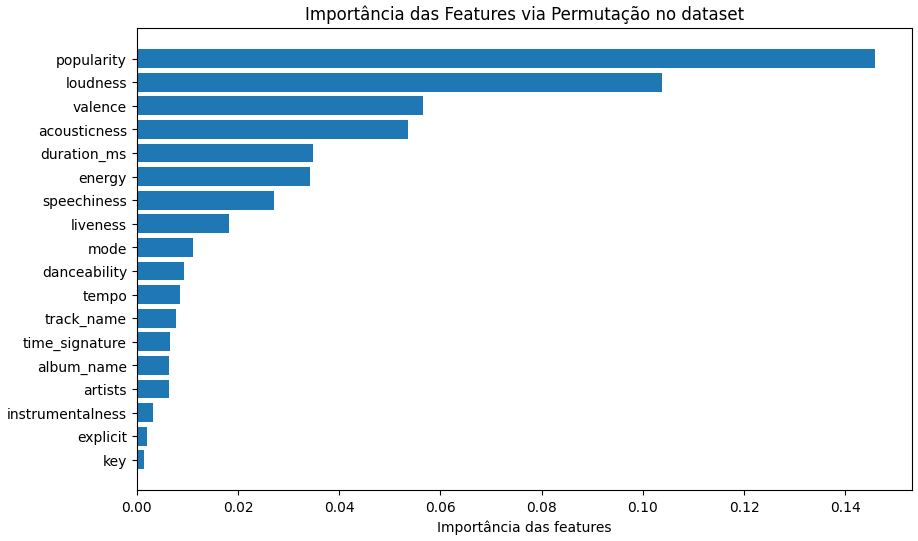 Importância das Features via Permutação no dataset
popularity
loudness
valence
acousticness
duration_ms
energy
speechiness
liveness
mode
danceability
tempo
track_name
time_signature
album_name
artists
instrumentalness
explicit
key
0.00 0.02 0.04 0.06 0.08 0.10 0.12 0.14
Importância das features